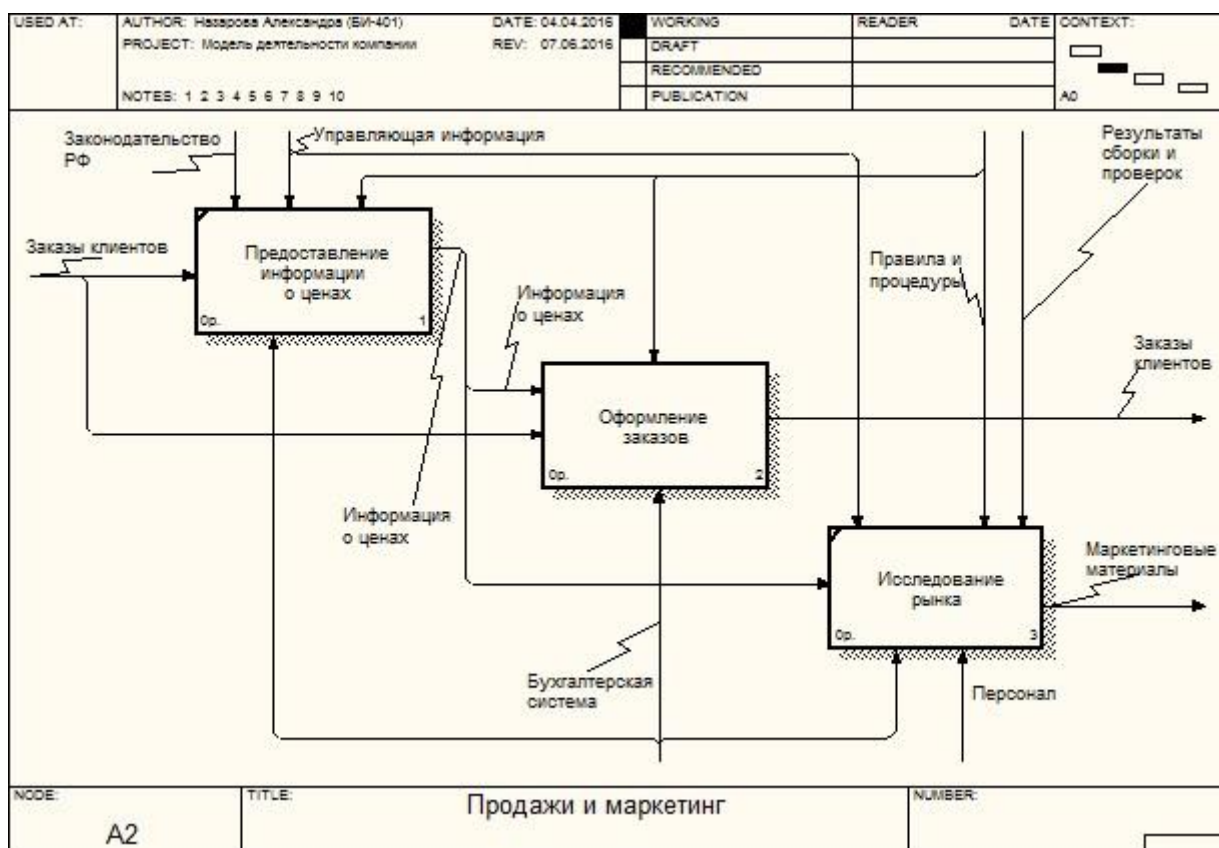 USED AT:
AUTHOR: Назарова Александра (БИ-401)
DATE: 04.04.2016
PROJECT: Модель деятельности компании
REV: 07.06.2016
NOTES: 1 2 3 4 5 6 7 8 9 10
WORKING
DRAFT
RECOMMENDED
PUBLICATION
READER
DATE
CONTEXT:
A0
Законодательство
РФ
Управляющая информация
Результаты
сборки и
проверок
Заказы клиентов
Предоставление
информации
о ценах
0р.
1
Правила и
процедуры
Информация
о ценах
Заказы
клиентов
Оформление
заказов
0р.
2
Информация
о ценах
Маркетинговые
материалы
Исследование
рынка
0р.
3
Бухгалтерская
система
Персонал
NODE:
A2
TITLE:
Продажи и маркетинг
NUMBER: